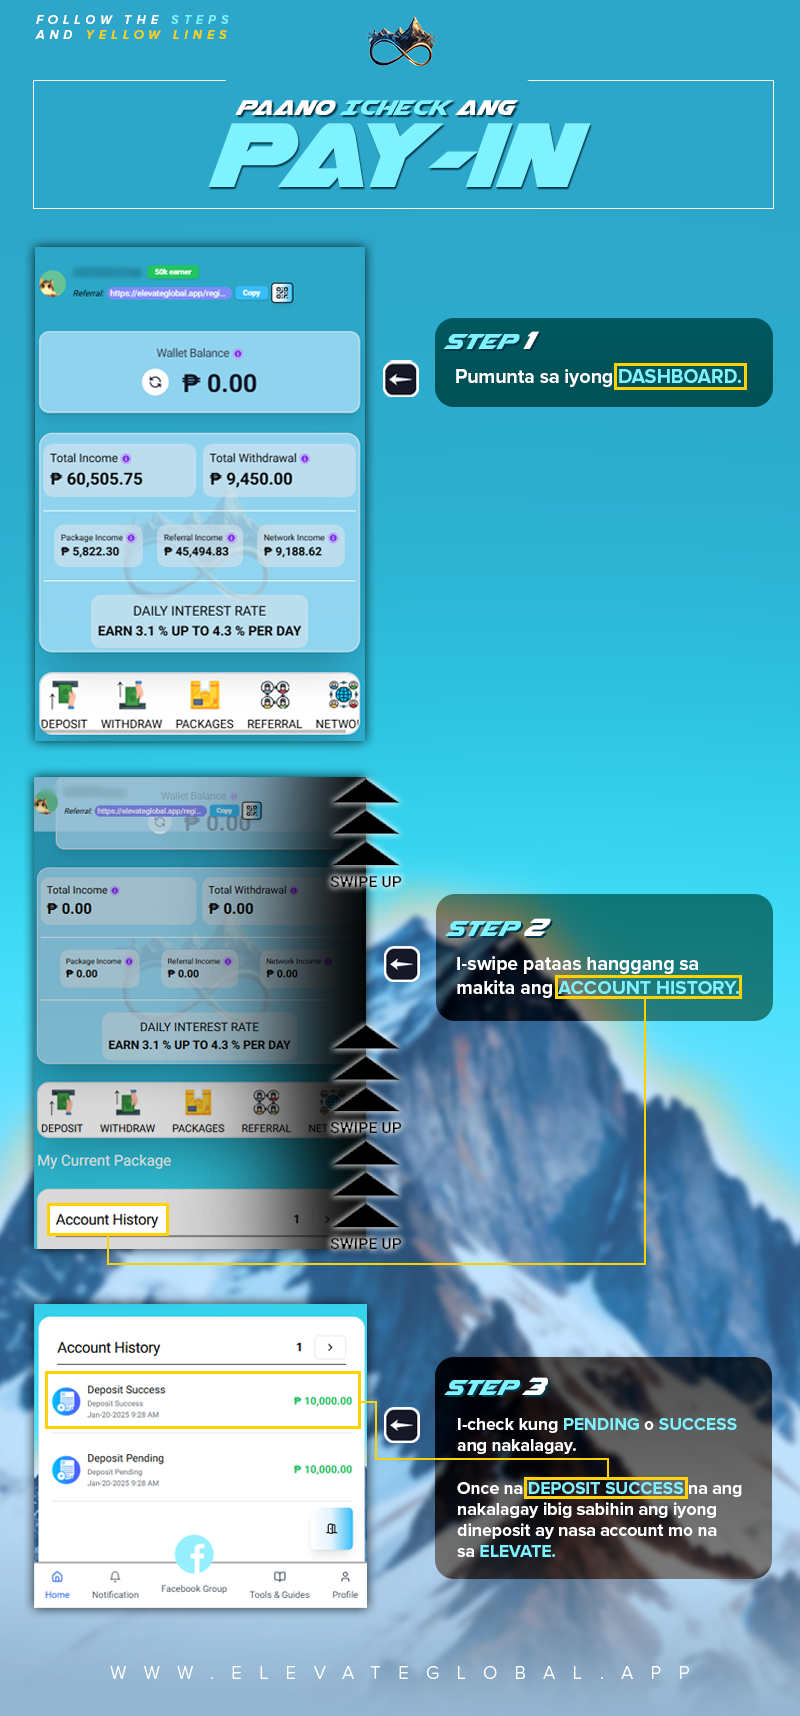 FOLLOW THE STEPS
AND YELLOW LINES
PAANO ICHECK ANG
PAY-IN
50k earner
Referral: https://elevateglobal.app/regi... Copy
Wallet Balance
₱ 0.00
Total Income
₱ 60,505.75
Total Withdrawal
₱ 9,450.00
Package Income
₱ 5,822.30
Referral Income
₱ 45,494.83
Network Income
₱ 9,188.62
DAILY INTEREST RATE
EARN 3.1 % UP TO 4.3 % PER DAY
DEPOSIT WITHDRAW PACKAGES REFERRAL NETWO
STEP 1
Pumunta sa iyong DASHBOARD.
Wallet Balance
Referral: https://elevateglobal.app/regi... Copy
₱ 0.00
SWIPE UP
Total Income
₱ 0.00
Total Withdrawal
₱ 0.00
Package Income
₱ 0.00
Referral Income
₱ 0.00
Network Income
₱ 0.00
DAILY INTEREST RATE
EARN 3.1 % UP TO 4.3 % PER DAY
DEPOSIT WITHDRAW PACKAGES REFERRAL NET
SWIPE UP
My Current Package
Account History 1
SWIPE UP
STEP 2
I-swipe pataas hanggang sa
makita ang ACCOUNT HISTORY.
Account History 1
Deposit Success
Deposit Success
Jan-20-2025 9:28 AM
₱ 10,000.00
Deposit Pending
Deposit Pending
Jan-20-2025 9:28 AM
₱ 10,000.00
Home Notification Facebook Group Tools & Guides Profile
STEP 3
I-check kung PENDING o SUCCESS
ang nakalagay.
Once na DEPOSIT SUCCESS na ang
nakalagay ibig sabihin ang iyong
dineposit ay nasa account mo na
sa ELEVATE.
WWW.ELEVATEGLOBAL.APP